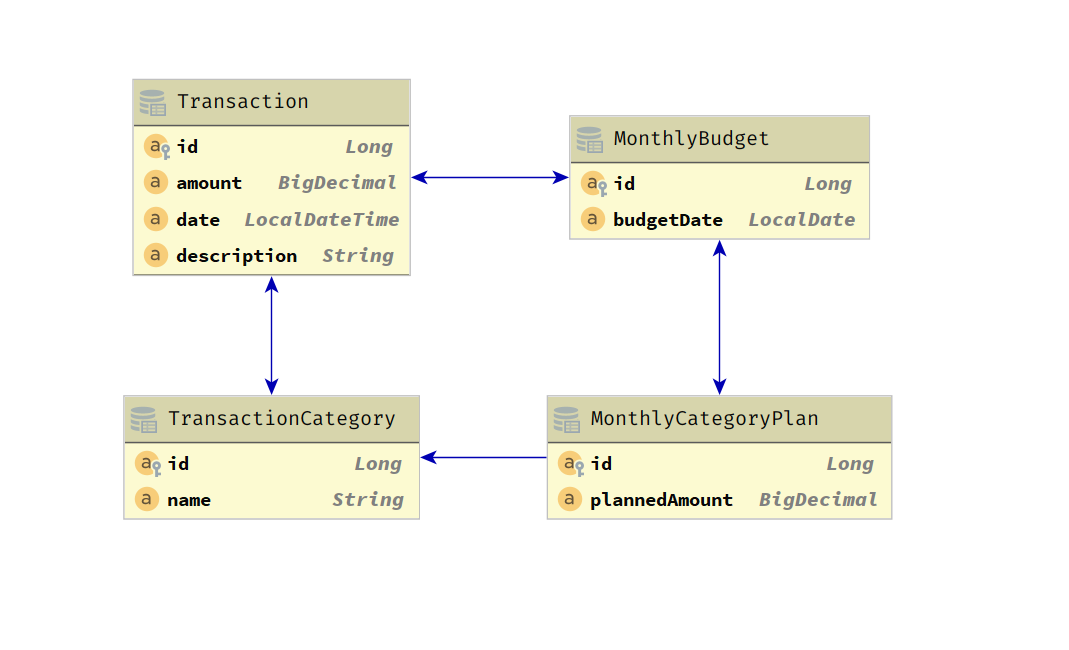 Transaction
a id Long
a amount BigDecimal
a date LocalDateTime
a description String
MonthlyBudget
a id Long
a budgetDate LocalDate
TransactionCategory
a id Long
a name String
MonthlyCategoryPlan
a id Long
a plannedAmount BigDecimal